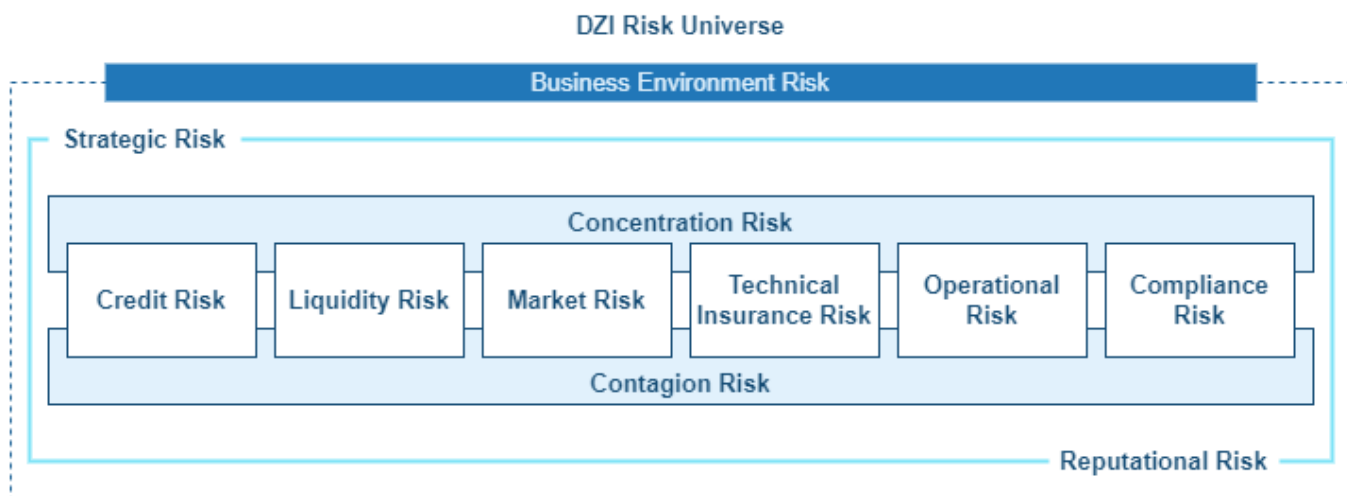 DZI Risk Universe
Business Environment Risk
Strategic Risk
Concentration Risk
Credit Risk
Liquidity Risk
Market Risk
Technical
Insurance Risk
Operational
Risk
Compliance
Risk
Contagion Risk
Reputational Risk